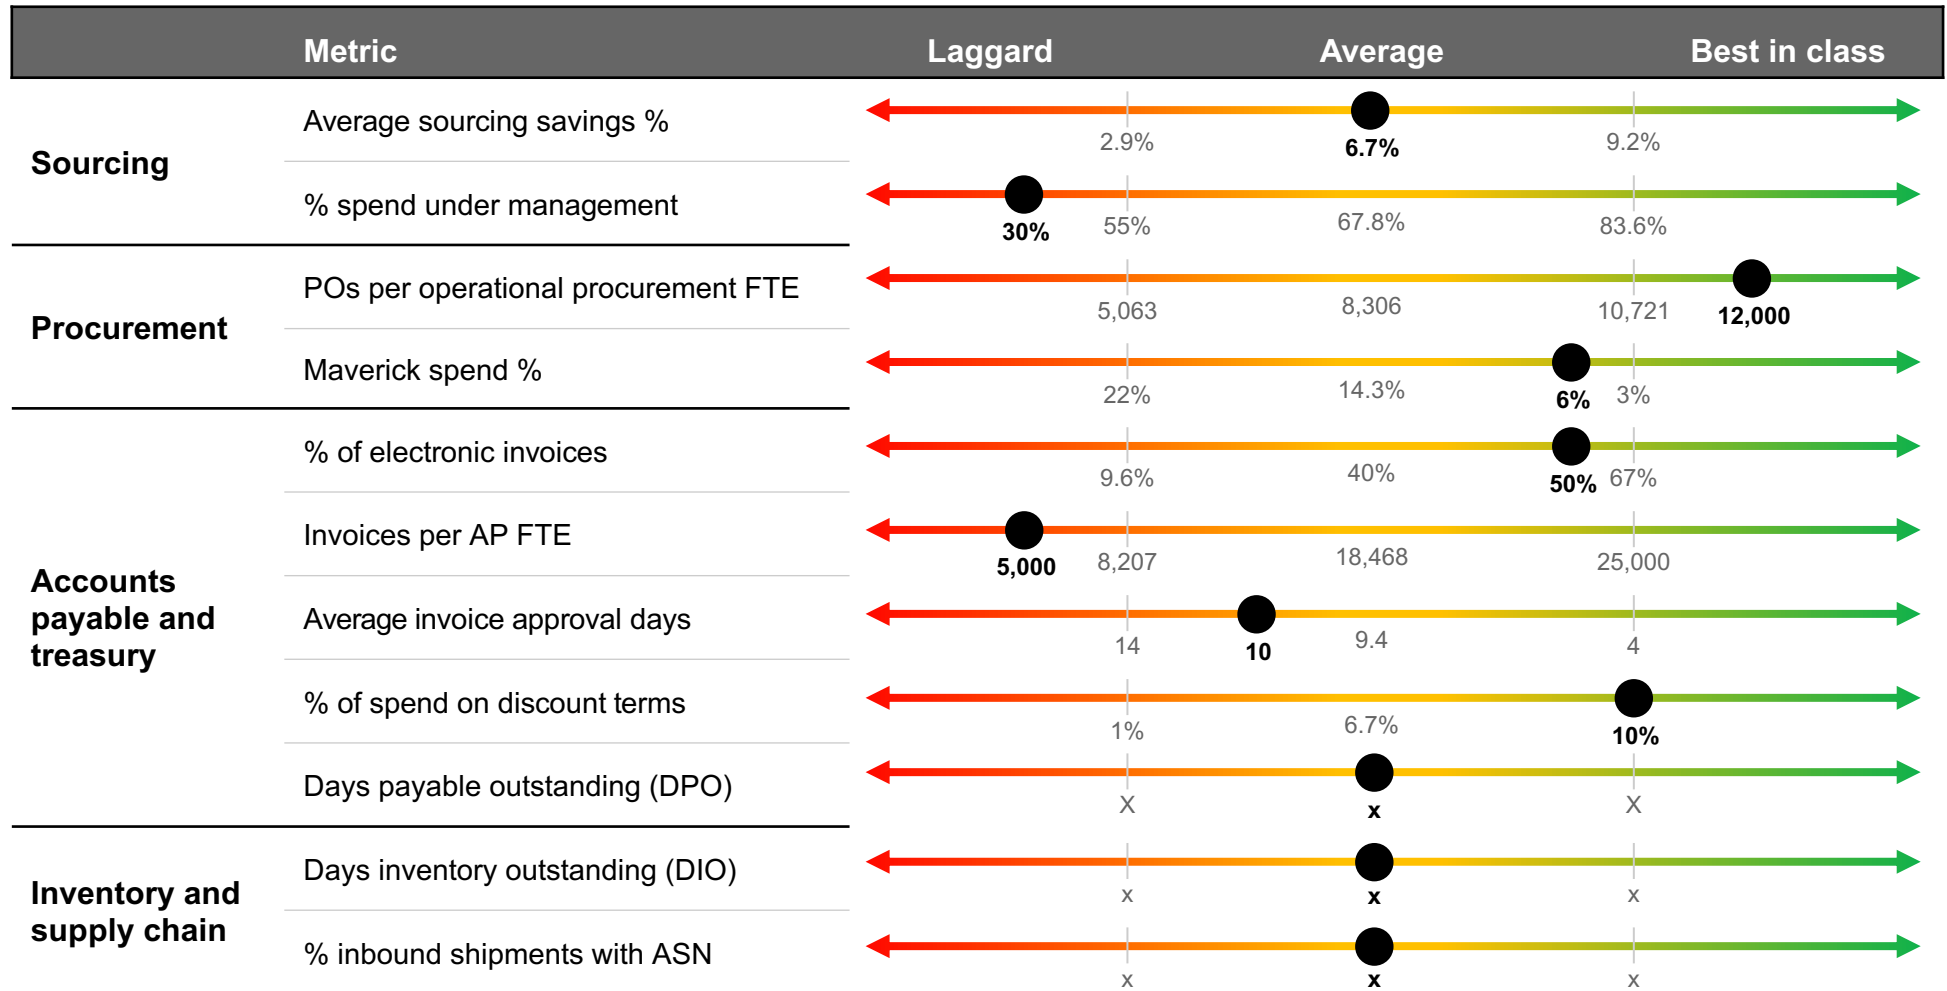 Metric Laggard Average Best in class
Sourcing
Average sourcing savings %
2.9% 6.7% 9.2%
% spend under management
30% 55% 67.8% 83.6%
Procurement
POs per operational procurement FTE
5,063 8,306 10,721 12,000
Maverick spend %
22% 14.3% 6% 3%
Accounts
payable and
treasury
% of electronic invoices
9.6% 40% 50% 67%
Invoices per AP FTE
5,000 8,207 18,468 25,000
Average invoice approval days
14 10 9.4 4
% of spend on discount terms
1% 6.7% 10%
Days payable outstanding (DPO)
X x X
Inventory and
supply chain
Days inventory outstanding (DIO)
x x x
% inbound shipments with ASN
x x x